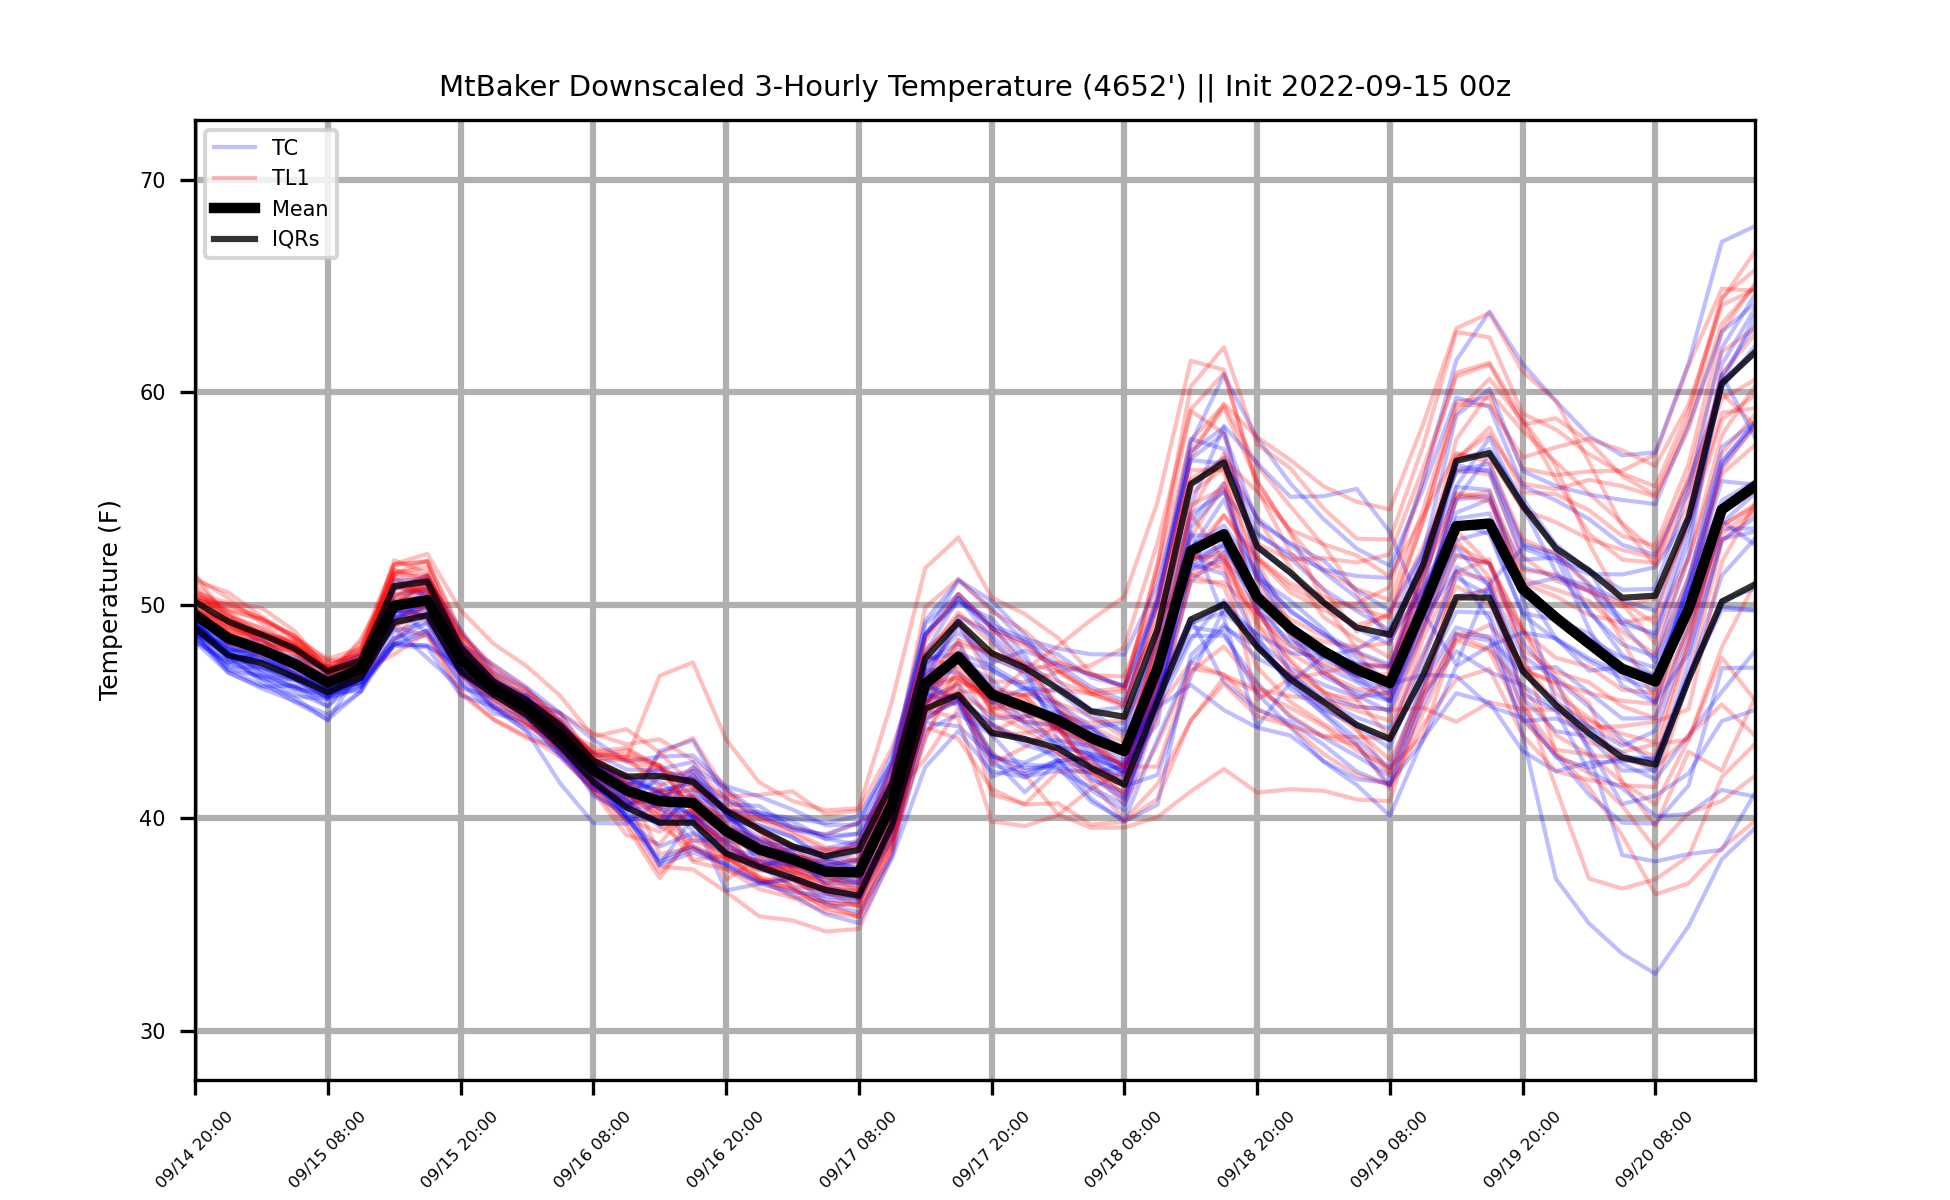 MtBaker Downscaled 3-Hourly Temperature (4652') || Init 2022-09-15 00z
TC
TL1
Mean
IQRs
Temperature (F)
70
60
50
40
30
09/14 20:00
09/15 08:00
09/15 20:00
09/16 08:00
09/16 20:00
09/17 08:00
09/17 20:00
09/18 08:00
09/18 20:00
09/19 08:00
09/19 20:00
09/20 08:00